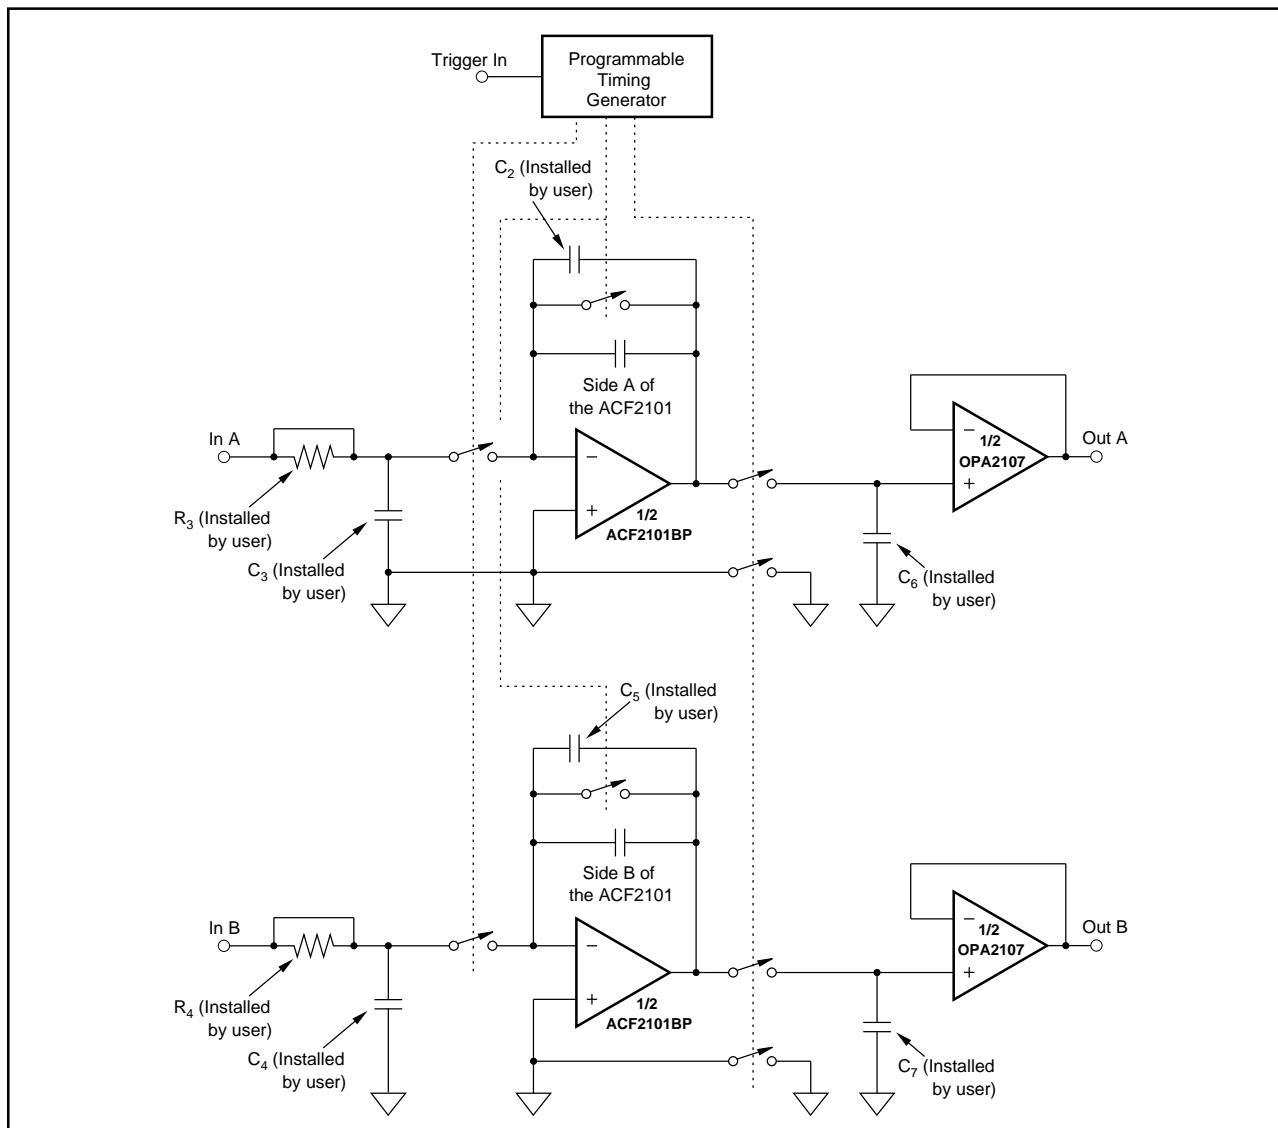 Trigger In
Programmable
Timing
Generator
C2 (Installed
by user)
Side A of
the ACF2101
In A
R3 (Installed
by user)
C3 (Installed
by user)
−
+
1/2
ACF2101BP
−
1/2
OPA2107
+
Out A
C6 (Installed
by user)
C5 (Installed
by user)
Side B of
the ACF2101
In B
R4 (Installed
by user)
C4 (Installed
by user)
−
+
1/2
ACF2101BP
−
1/2
OPA2107
+
Out B
C7 (Installed
by user)